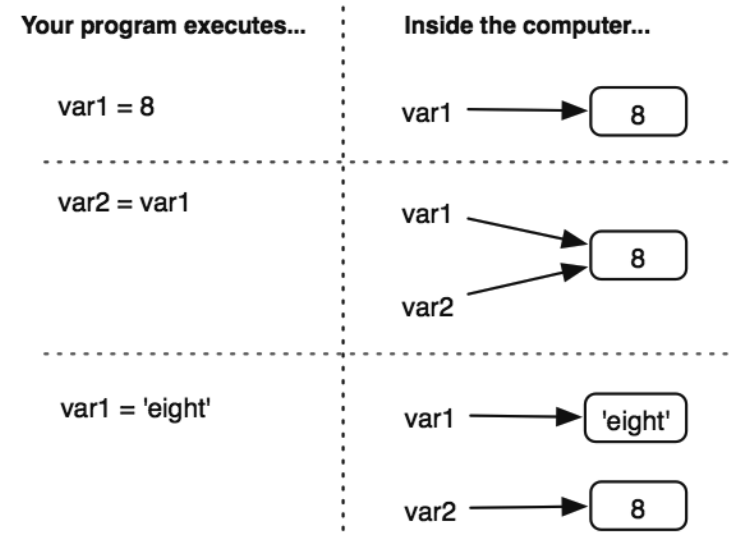 Your program executes...
Inside the computer...
var1 = 8
var1
8
var2 = var1
var1
8
var2
var1 = 'eight'
var1
'eight'
var2
8